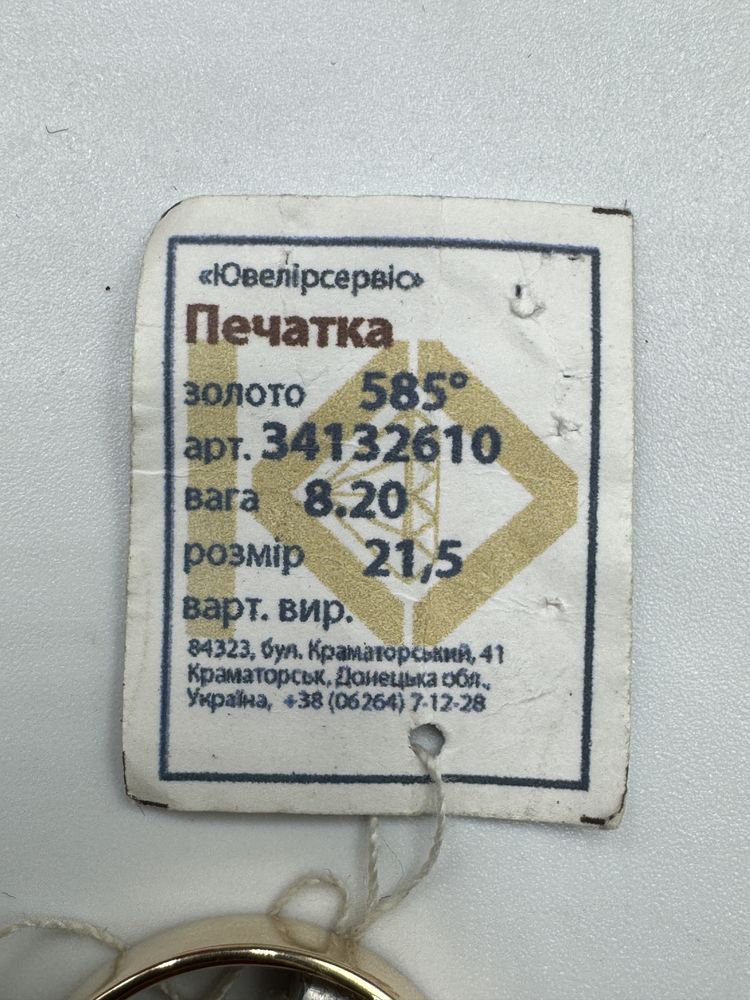 «Ювелірсервіс»
Печатка
золото 585°
арт. 34132610
вага 8.20
розмір 21,5
варт. вир.
84323, бул. Краматорський, 41
Краматорськ, Донецька обл.,
Україна, +38 (06264) 7-12-28